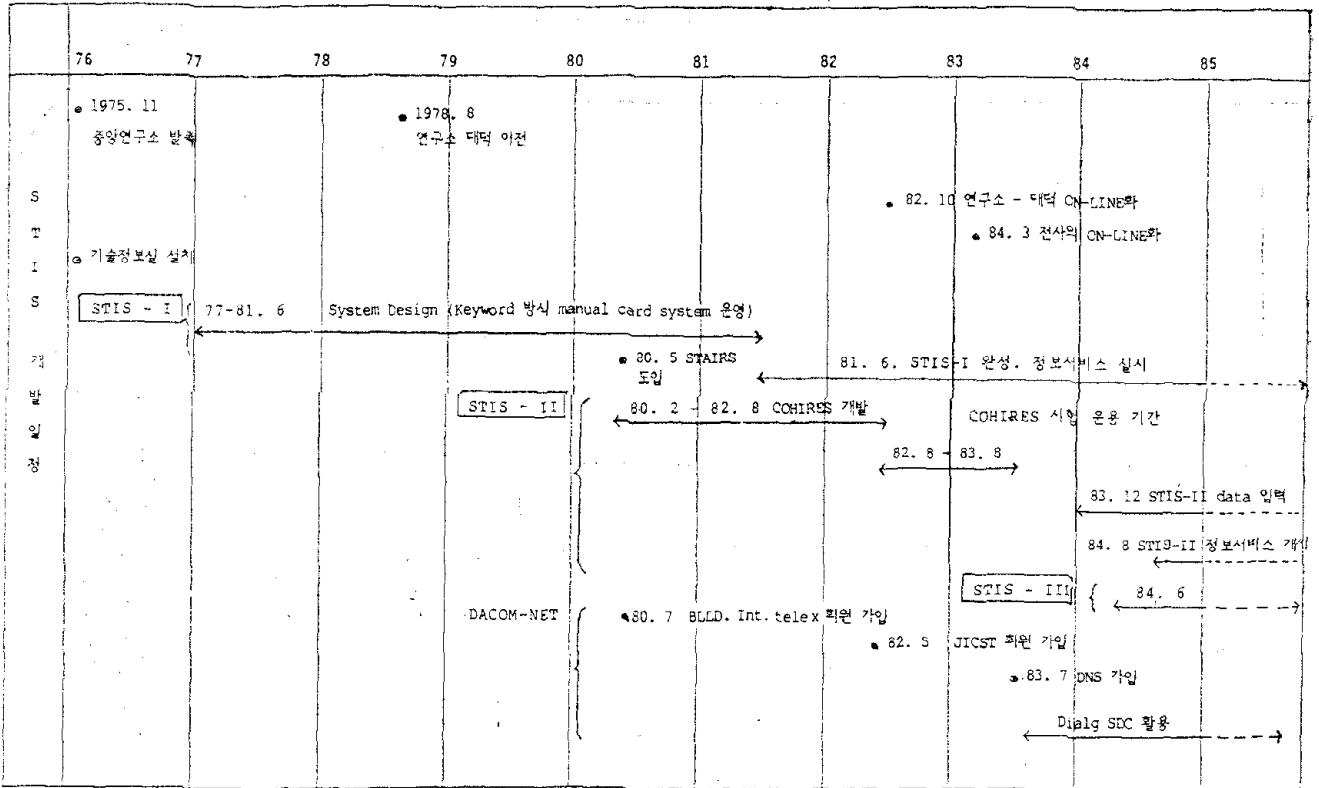 76 77 78 79 80 81 82 83 84 85
STIS 개발일정
1975. 11
중앙연구소 발족
1978. 8
연구소 대덕 이전
82. 10 연구소 - 대덕 ON-LINE화
84. 3 전사의 ON-LINE화
기술정보실 설치
STIS - I
77-81. 6 System Design (Keyword 방식 manual card system 운영)
80. 5 STAIRS
도입
81. 6. STIS-I 완성. 정보서비스 실시
STIS - II
80. 2 - 82. 8 COHIRES 개발
COHIRES 시험 운용 기간
82. 8 - 83. 8
83. 12 STIS-II data 입력
84. 8 STIS-II 정보서비스 개시
STIS - III
84. 6
DACOM-NET
80. 7 BLLD. Int. telex 회원 가입
82. 5 JICST 회원 가입
83. 7 DNS 가입
Dialg SDC 활용